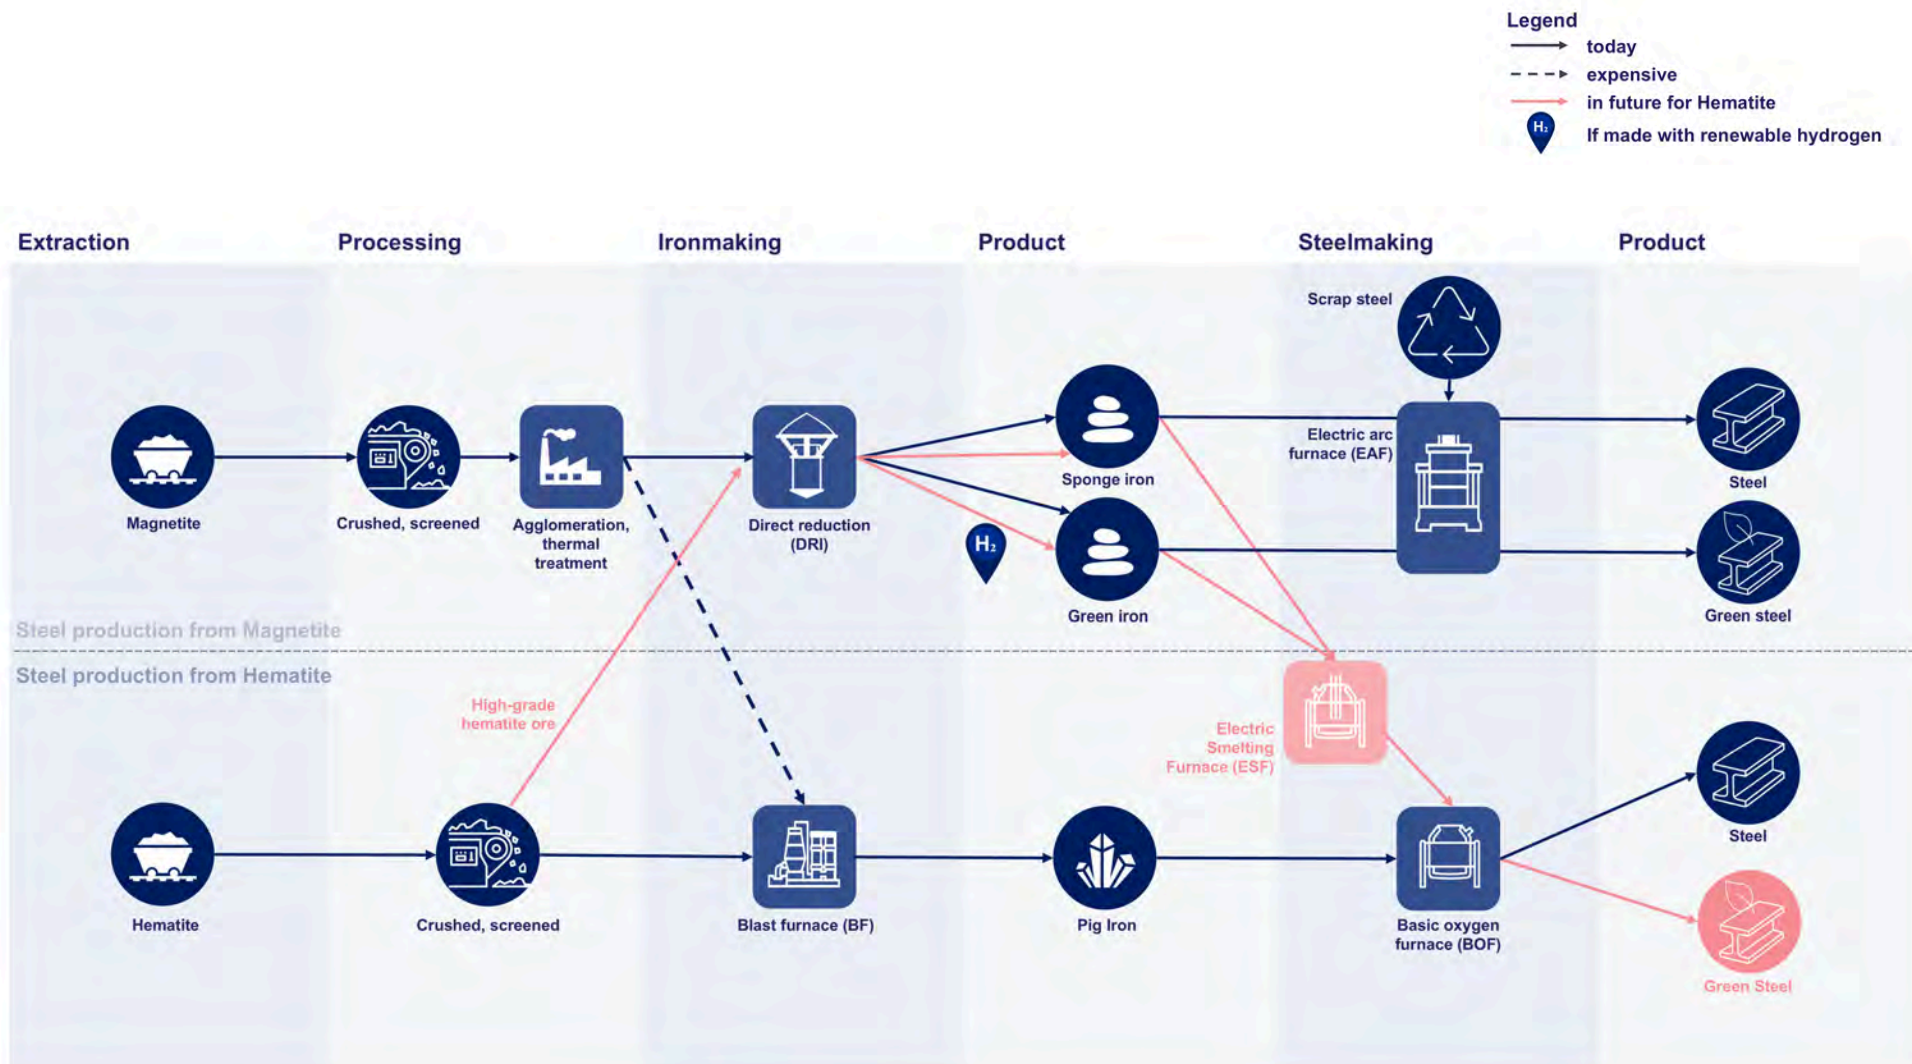 Legend
today
expensive
in future for Hematite
H₂
If made with renewable hydrogen
Extraction
Processing
Ironmaking
Product
Steelmaking
Product
Scrap steel
Electric arc
furnace (EAF)
Magnetite
Crushed, screened
Agglomeration,
thermal
treatment
Direct reduction
(DRI)
Sponge iron
H₂
Green iron
Steel
Green steel
Steel production from Magnetite
Steel production from Hematite
High-grade
hematite ore
Electric
Smelting
Furnace (ESF)
Hematite
Crushed, screened
Blast furnace (BF)
Pig Iron
Basic oxygen
furnace (BOF)
Steel
Green Steel